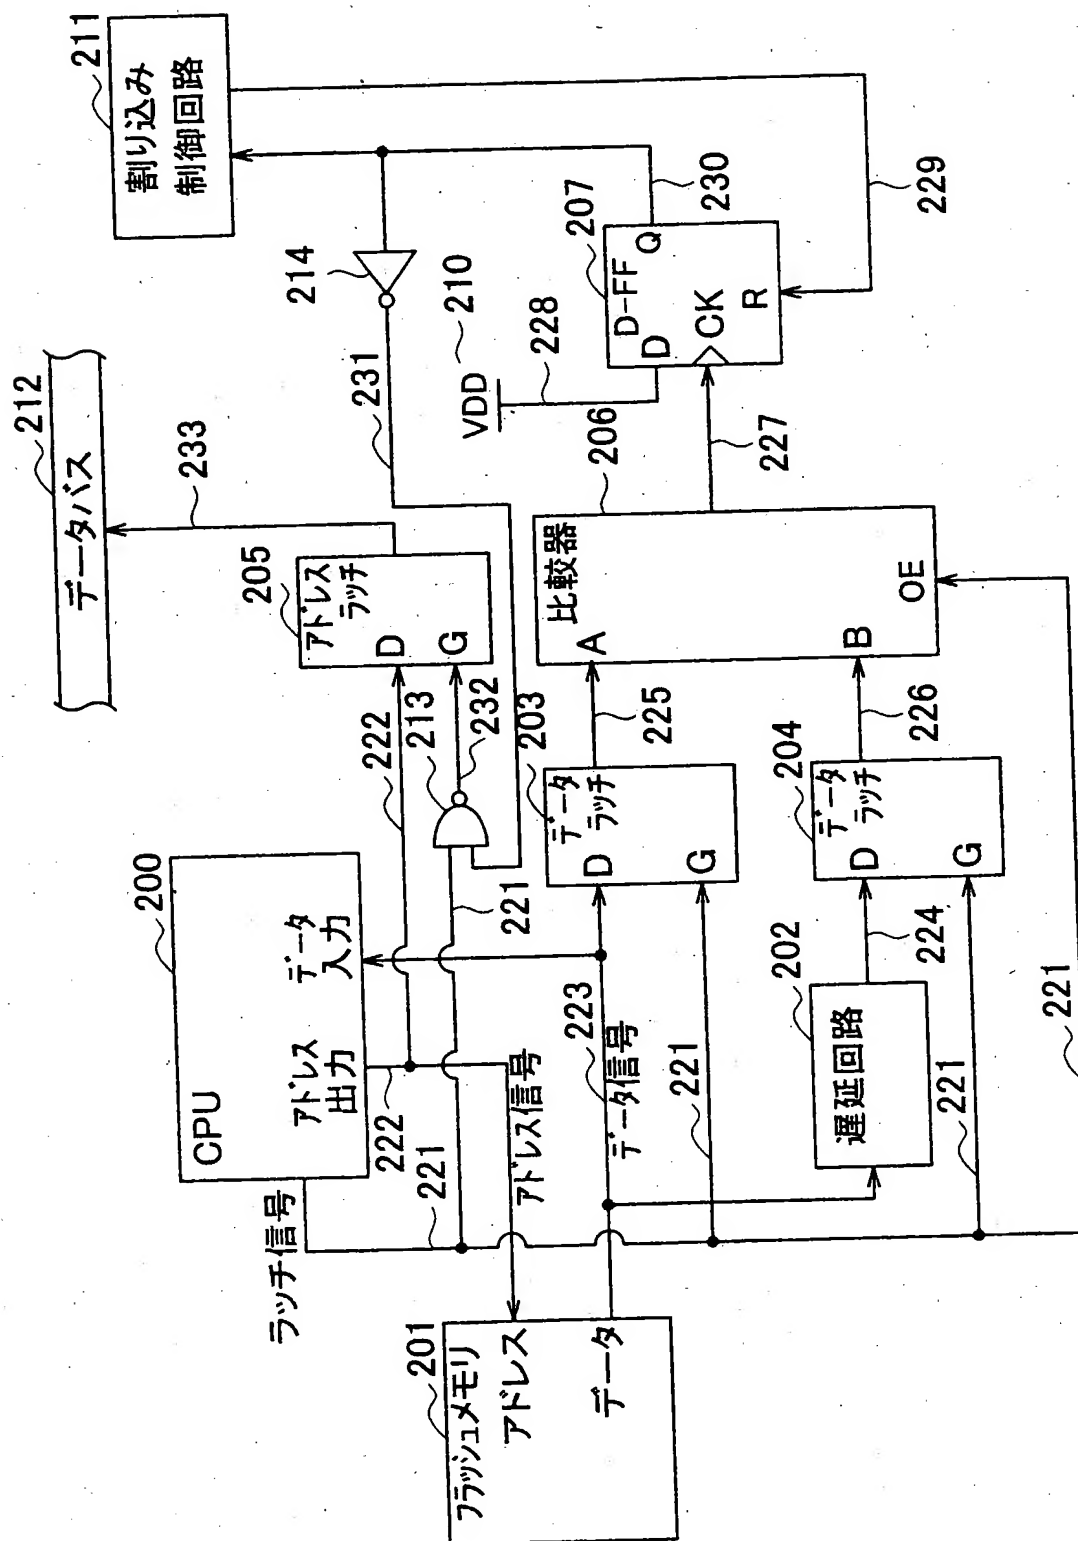 211
割り込み
制御回路
212
データバス
233
214
231
VDD
210
228
D-FF
207
D
Q
CK
R
230
229
205
アドレス
ラッチ
D
G
232
222
213
203
データ
ラッチ
D
G
225
206
比較器
A
B
OE
227
226
204
データ
ラッチ
D
G
224
202
遅延回路
200
CPU
アドレス
出力
データ
入力
222
221
ラッチ信号
221
アドレス信号
223
データ信号
221
221
221
201
フラッシュメモリ
アドレス
データ